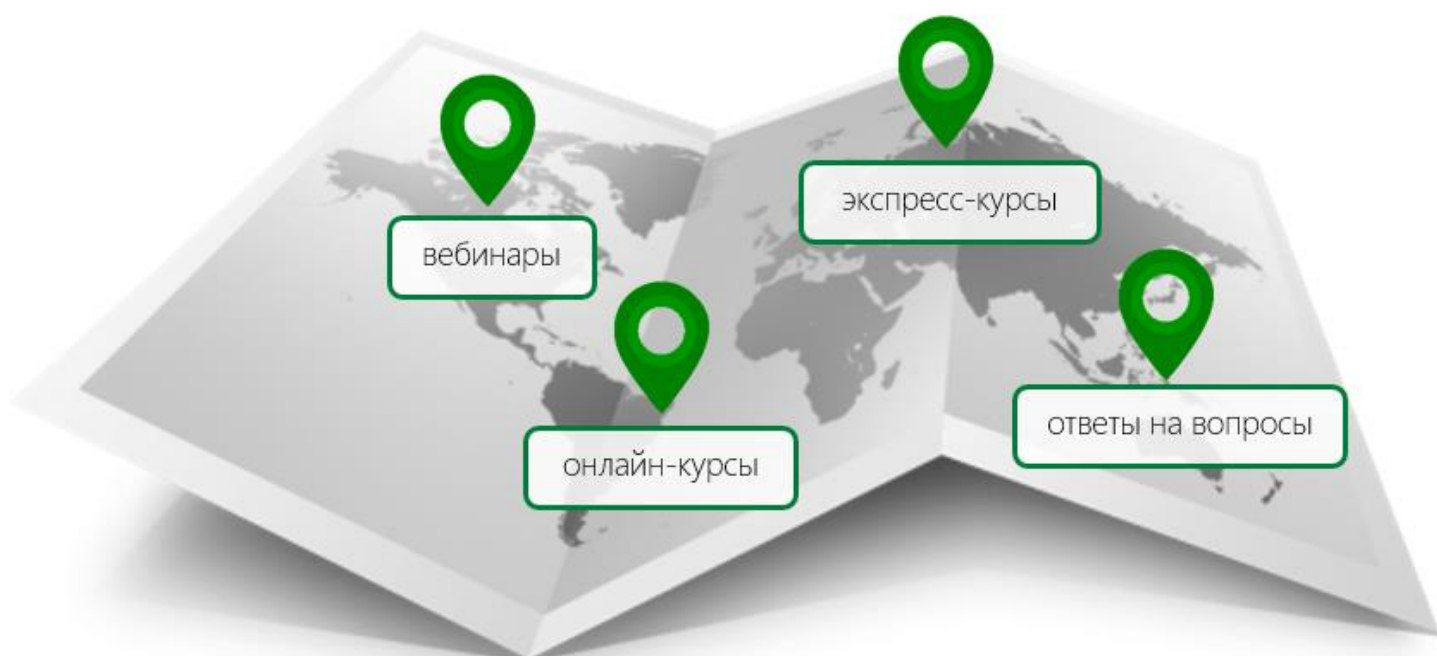 экспресс-курсы
вебинары
ответы на вопросы
онлайн-курсы